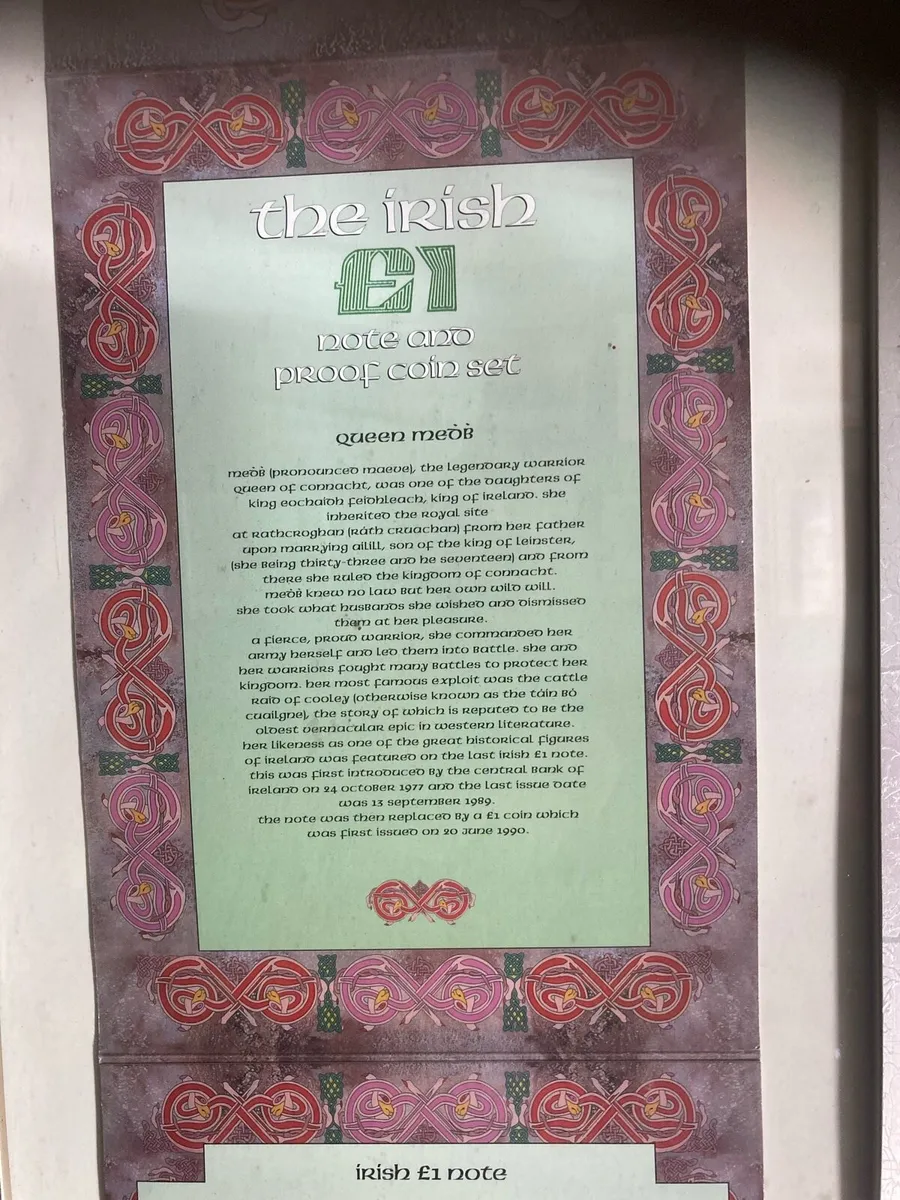 the irish
£1
note and
proof coin set
queen meḋḃ
meḋḃ (pronounced maeve), the legendary warrior
queen of connacht, was one of the daughters of
king eochaidh feidhleach, king of ireland. she
inherited the royal site
at rathcroghan (ráth cruachan) from her father
upon marrying ailill, son of the king of leinster,
(she being thirty-three and he seventeen) and from
there she ruled the kingdom of connacht.
meḋḃ knew no law but her own wild will.
she took what husbands she wished and dismissed
them at her pleasure.
a fierce, proud warrior, she commanded her
army herself and led them into battle. she and
her warriors fought many battles to protect her
kingdom. her most famous exploit was the cattle
raid of cooley (otherwise known as the táin bó
cuailgne), the story of which is reputed to be the
oldest vernacular epic in western literature.
her likeness as one of the great historical figures
of ireland was featured on the last irish £1 note.
this was first introduced by the central bank of
ireland on 24 october 1977 and the last issue date
was 13 september 1989.
the note was then replaced by a £1 coin which
was first issued on 20 june 1990.
irish £1 note